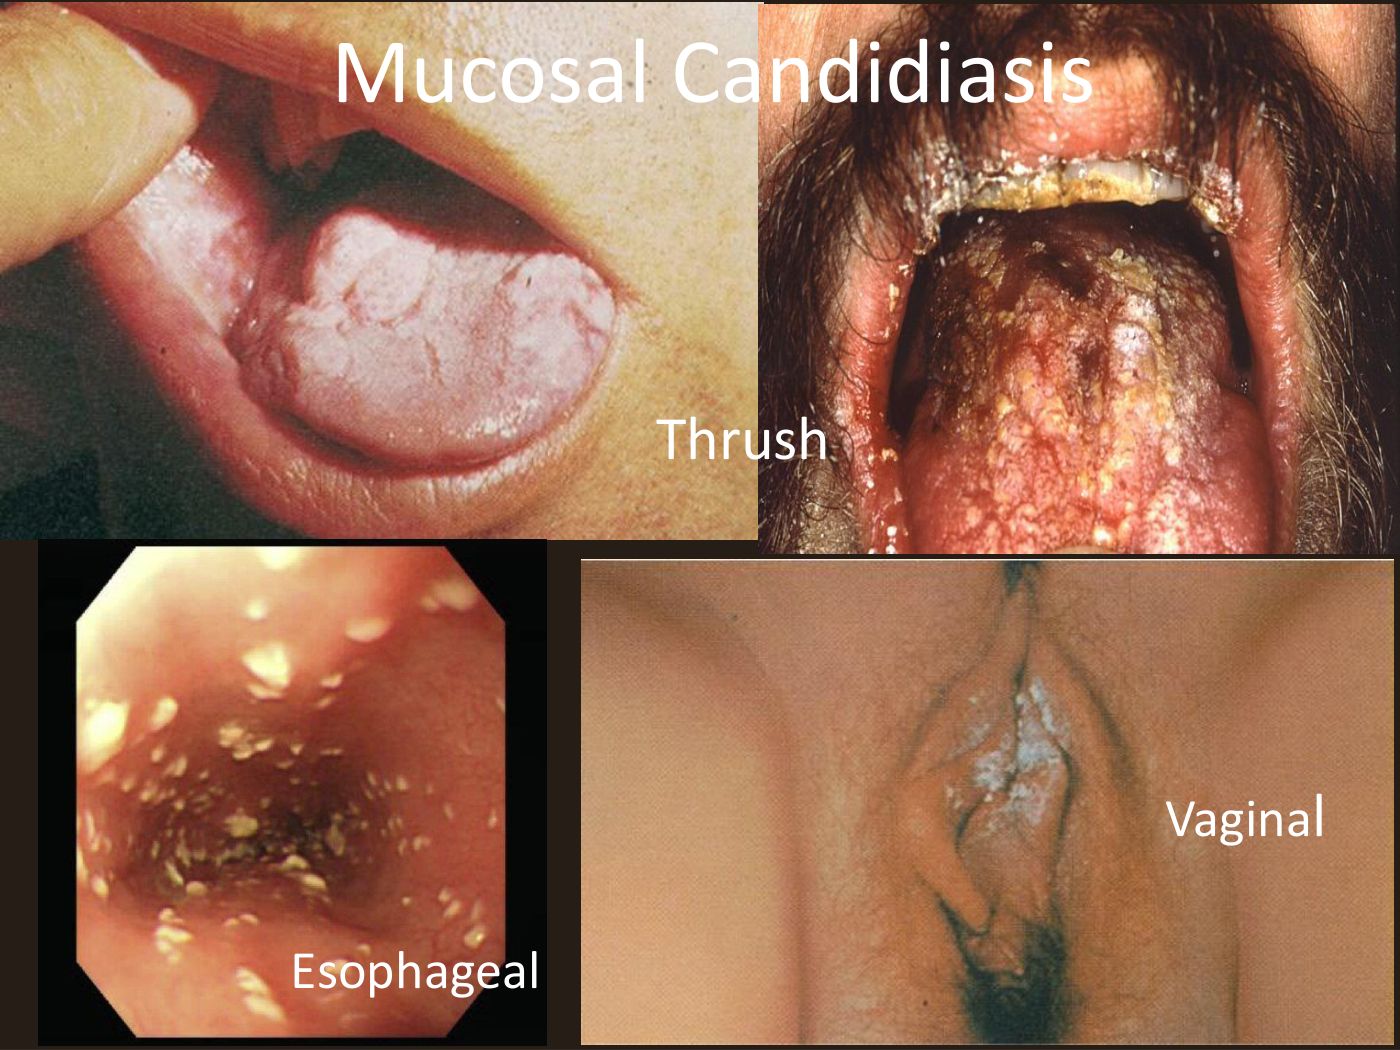 Mucosal Candidiasis
Thrush
Vaginal
Esophageal